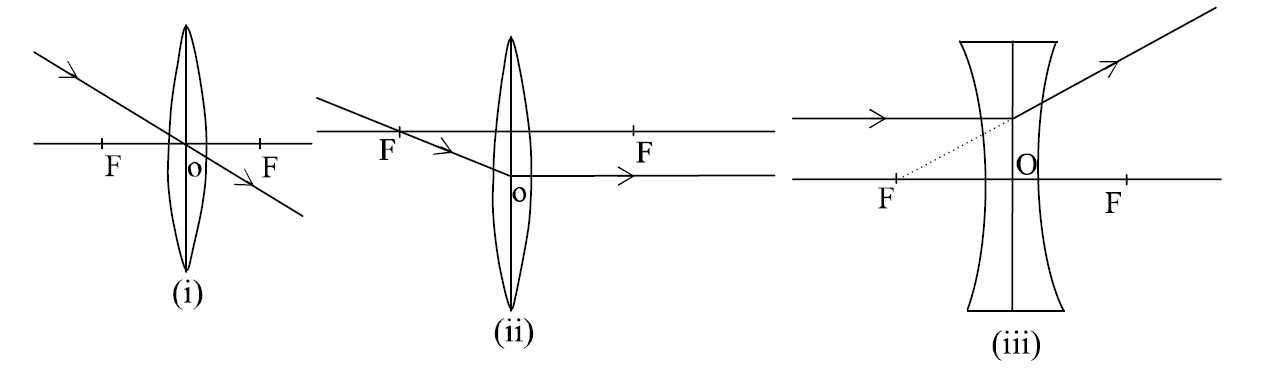 F o F
(i)
F o F
(ii)
F O F
(iii)